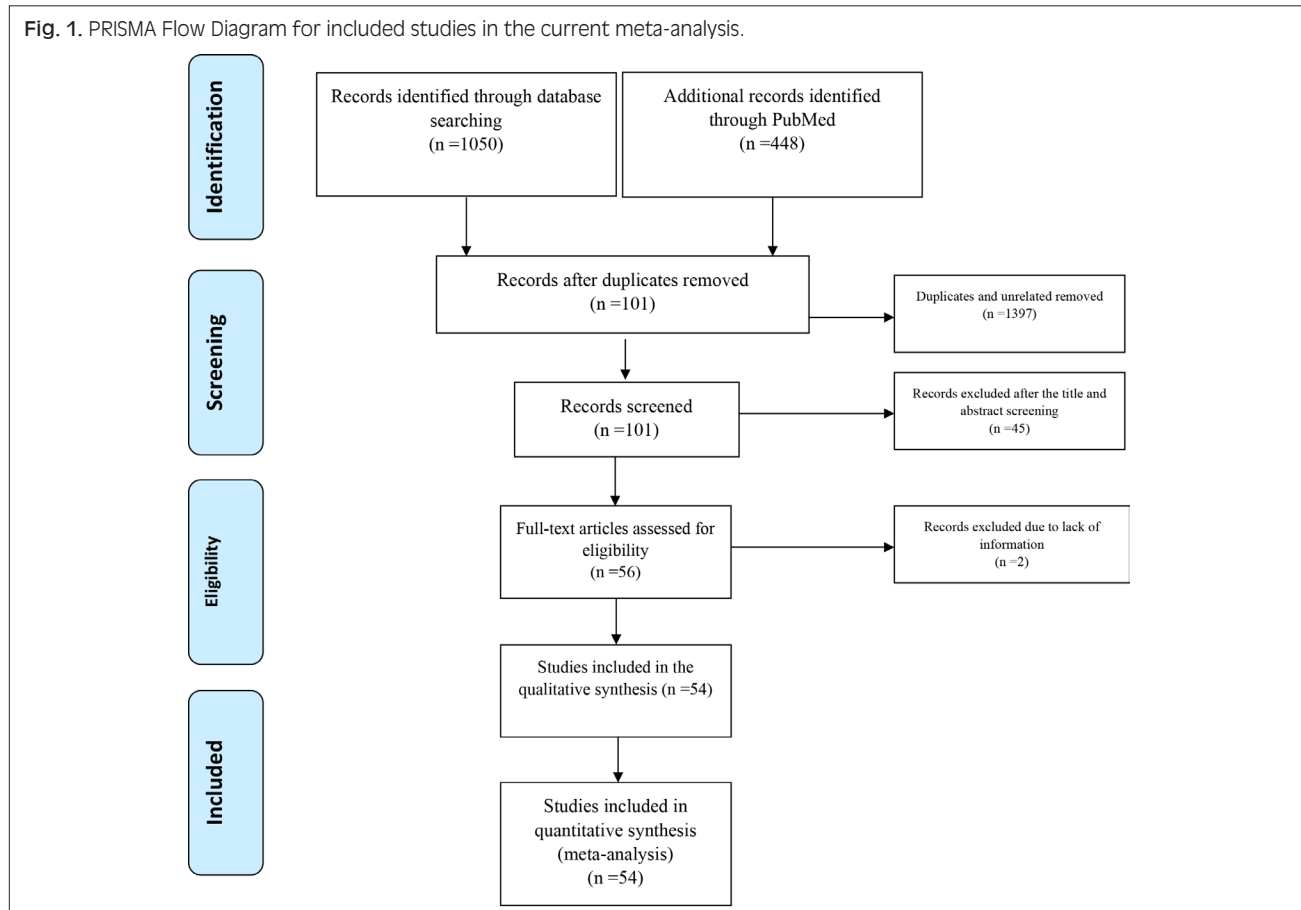 Fig. 1. PRISMA Flow Diagram for included studies in the current meta-analysis.
Identification
Records identified through database
searching
(n =1050)
Additional records identified
through PubMed
(n =448)
Screening
Records after duplicates removed
(n =101)
Duplicates and unrelated removed
(n =1397)
Records screened
(n =101)
Records excluded after the title and
abstract screening
(n =45)
Eligibility
Full-text articles assessed for
eligibility
(n =56)
Records excluded due to lack of
information
(n =2)
Studies included in the
qualitative synthesis (n =54)
Included
Studies included in
quantitative synthesis
(meta-analysis)
(n =54)